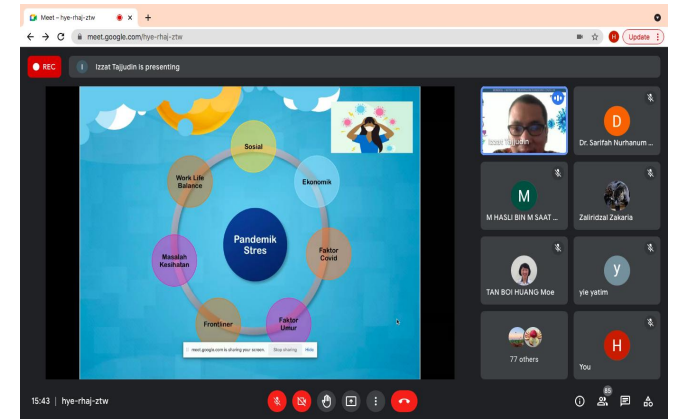 Meet – hye-rhaj-ztw
meet.google.com/hye-rhaj-ztw
H
Update
REC
I
Izzat Tajjudin is presenting
Sosial
Work Life
Balance
Ekonomik
Pandemik
Stres
Masalah
Kesihatan
Faktor
Covid
Frontliner
Faktor
Umur
meet.google.com is sharing your screen.
Stop sharing
Hide
Izzat Tajjudin
D
Dr. Sarifah Nurhanum ...
M
M HASLI BIN M SAAT ...
Zaliridzal Zakaria
TAN BOI HUANG Moe
y
yie yatim
77 others
H
You
15:43 | hye-rhaj-ztw
85